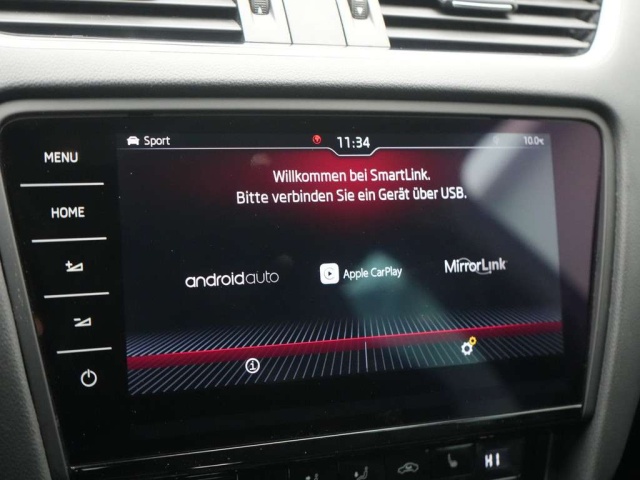 MENU
HOME
Sport
11:34
10.0°C
Willkommen bei SmartLink.
Bitte verbinden Sie ein Gerät über USB.
androidauto
Apple CarPlay
MirrorLink
HI